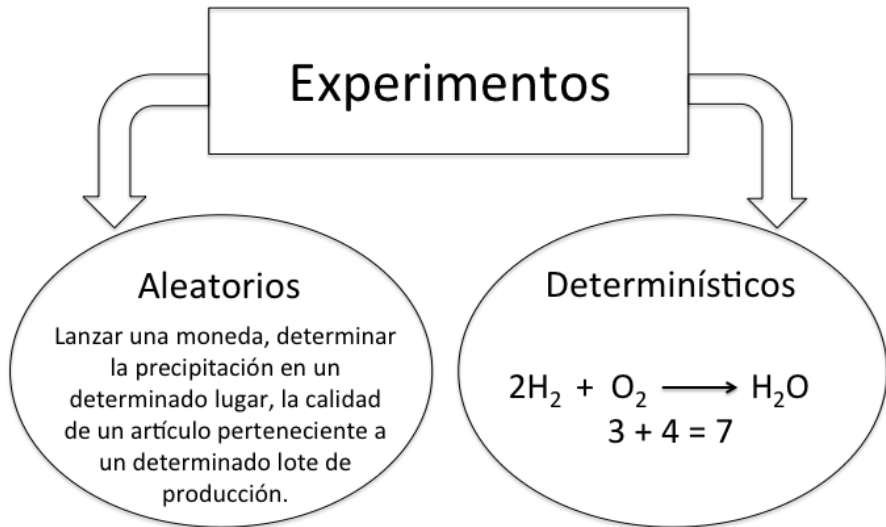 Experimentos
Aleatorios
Lanzar una moneda, determinar
la precipitación en un
determinado lugar, la calidad
de un artículo perteneciente a
un determinado lote de
producción.
Determinísticos
2H₂ + O₂ ⟶ H₂O
3 + 4 = 7